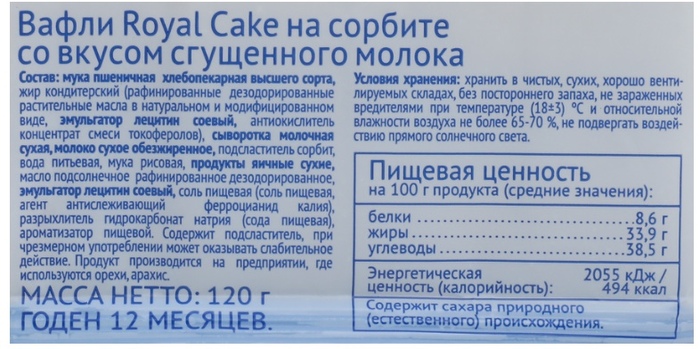 Вафли Royal Cake на сорбите
со вкусом сгущенного молока
Состав: мука пшеничная хлебопекарная высшего сорта,
жир кондитерский (рафинированные дезодорированные
растительные масла в натуральном и модифицированном
виде, эмульгатор лецитин соевый, антиокислитель
концентрат смеси токоферолов), сыворотка молочная
сухая, молоко сухое обезжиренное, подсластитель сорбит,
вода питьевая, мука рисовая, продукты яичные сухие,
масло подсолнечное рафинированное дезодорированное,
эмульгатор лецитин соевый, соль пищевая (соль пищевая,
агент антислеживающий ферроцианид калия),
разрыхлитель гидрокарбонат натрия (сода пищевая),
ароматизатор пищевой. Содержит подсластитель, при
чрезмерном употреблении может оказывать слабительное
действие. Продукт производится на предприятии, где
используются орехи, арахис.
МАССА НЕТТО: 120 г
ГОДЕН 12 МЕСЯЦЕВ.
Условия хранения: хранить в чистых, сухих, хорошо венти-
лируемых складах, без постороннего запаха, не зараженных
вредителями при температуре (18±3) °С и относительной
влажности воздуха не более 65-70 %, не подвергать воздей-
ствию прямого солнечного света.
Пищевая ценность
на 100 г продукта (средние значения):
белки ........................ 8,6 г
жиры ........................ 33,9 г
углеводы ........................ 38,5 г
Энергетическая 2055 кДж /
ценность (калорийность): 494 ккал
Содержит сахара природного
(естественного) происхождения.